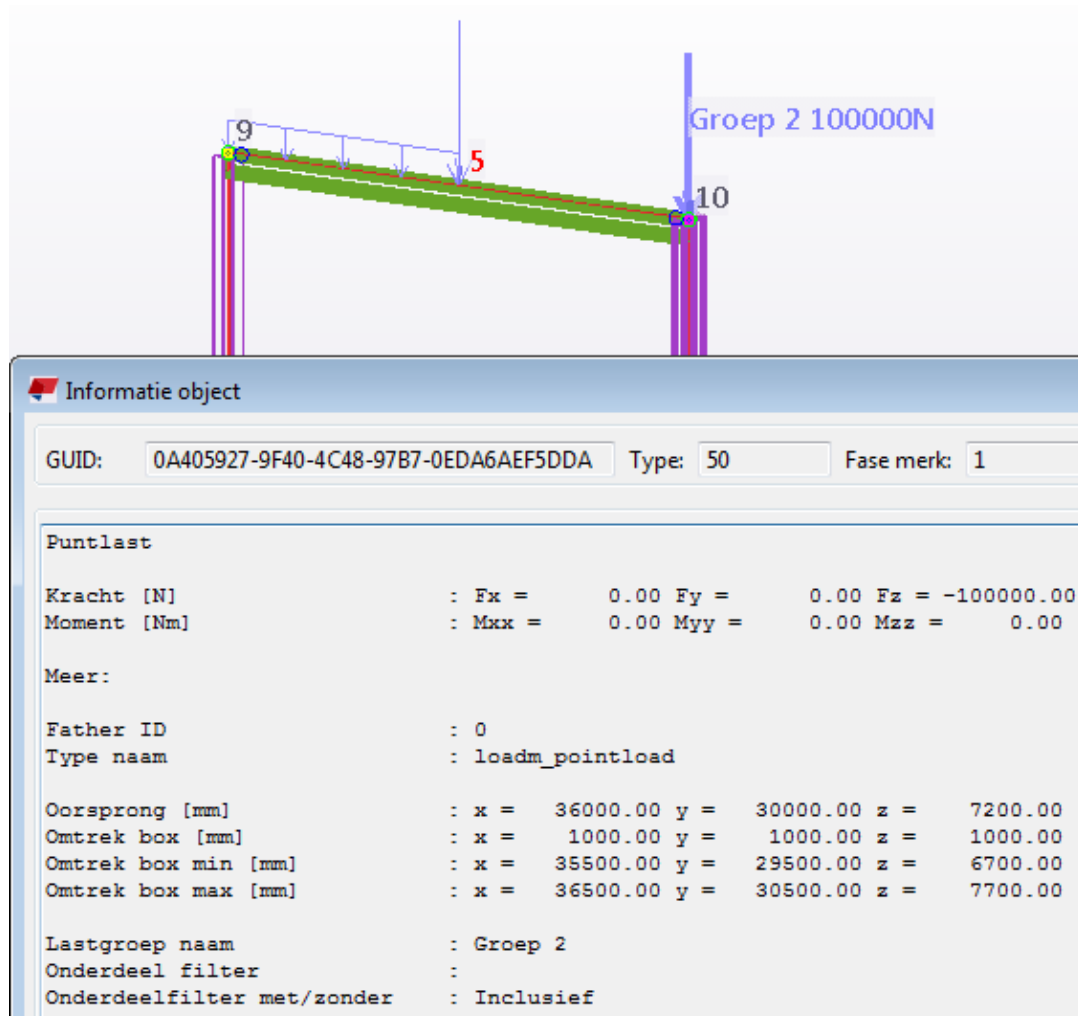 9
5
Groep 2 100000N
10
Informatie object
GUID: 0A405927-9F40-4C48-97B7-0EDA6AEF5DDA Type: 50 Fase merk: 1
Puntlast
Kracht [N] : Fx = 0.00 Fy = 0.00 Fz = -100000.00
Moment [Nm] : Mxx = 0.00 Myy = 0.00 Mzz = 0.00
Meer:
Father ID : 0
Type naam : loadm_pointload
Oorsprong [mm] : x = 36000.00 y = 30000.00 z = 7200.00
Omtrek box [mm] : x = 1000.00 y = 1000.00 z = 1000.00
Omtrek box min [mm] : x = 35500.00 y = 29500.00 z = 6700.00
Omtrek box max [mm] : x = 36500.00 y = 30500.00 z = 7700.00
Lastgroep naam : Groep 2
Onderdeel filter :
Onderdeelfilter met/zonder : Inclusief